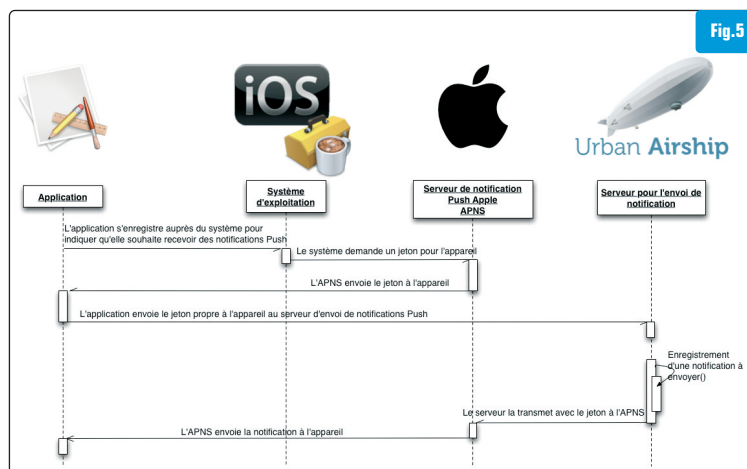 Fig.5
iOS
Urban Airship
Application
Système
d'exploitation
Serveur de notification
Push Apple
APNS
Serveur pour l'envoi de
notification
L'application s'enregistre auprès du système pour
indiquer qu'elle souhaite recevoir des notifications Push
Le système demande un jeton pour l'appareil
L'APNS envoie le jeton à l'appareil
L'application envoie le jeton propre à l'appareil au serveur d'envoi de notifications Push
Enregistrement
d'une notification à
envoyer()
Le serveur la transmet avec le jeton à l'APNS
L'APNS envoie la notification à l'appareil